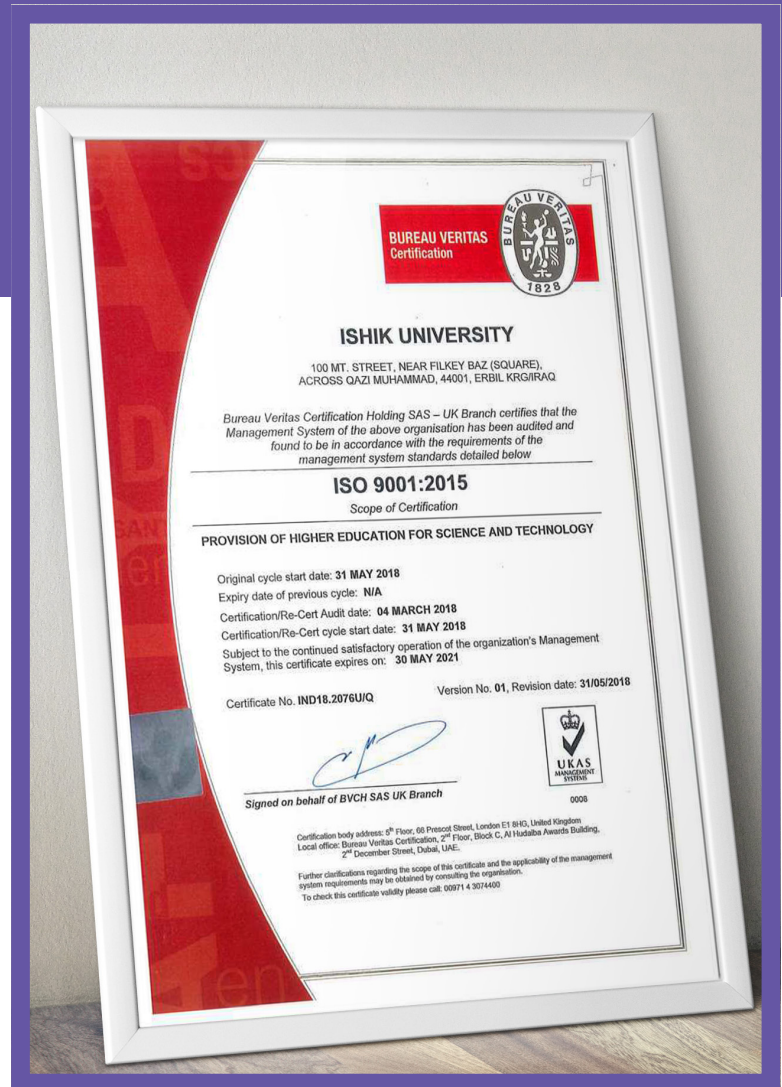 BUREAU VERITAS
Certification
BUREAU VERITAS
1828
ISHIK UNIVERSITY
100 MT. STREET, NEAR FILKEY BAZ (SQUARE),
ACROSS QAZI MUHAMMAD, 44001, ERBIL KRG/IRAQ
Bureau Veritas Certification Holding SAS – UK Branch certifies that the
Management System of the above organisation has been audited and
found to be in accordance with the requirements of the
management system standards detailed below
ISO 9001:2015
Scope of Certification
PROVISION OF HIGHER EDUCATION FOR SCIENCE AND TECHNOLOGY
Original cycle start date: 31 MAY 2018
Expiry date of previous cycle: N/A
Certification/Re-Cert Audit date: 04 MARCH 2018
Certification/Re-Cert cycle start date: 31 MAY 2018
Subject to the continued satisfactory operation of the organization's Management
System, this certificate expires on: 30 MAY 2021
Certificate No. IND18.2076U/Q Version No. 01, Revision date: 31/05/2018
Signed on behalf of BVCH SAS UK Branch
UKAS
MANAGEMENT
SYSTEMS
0008
Certification body address: 5th Floor, 66 Prescot Street, London E1 8HG, United Kingdom
Local office: Bureau Veritas Certification, 2nd Floor, Block C, Al Hudaiba Awards Building,
2nd December Street, Dubai, UAE.
Further clarifications regarding the scope of this certificate and the applicability of the management
system requirements may be obtained by consulting the organisation.
To check this certificate validity please call: 00971 4 3074400